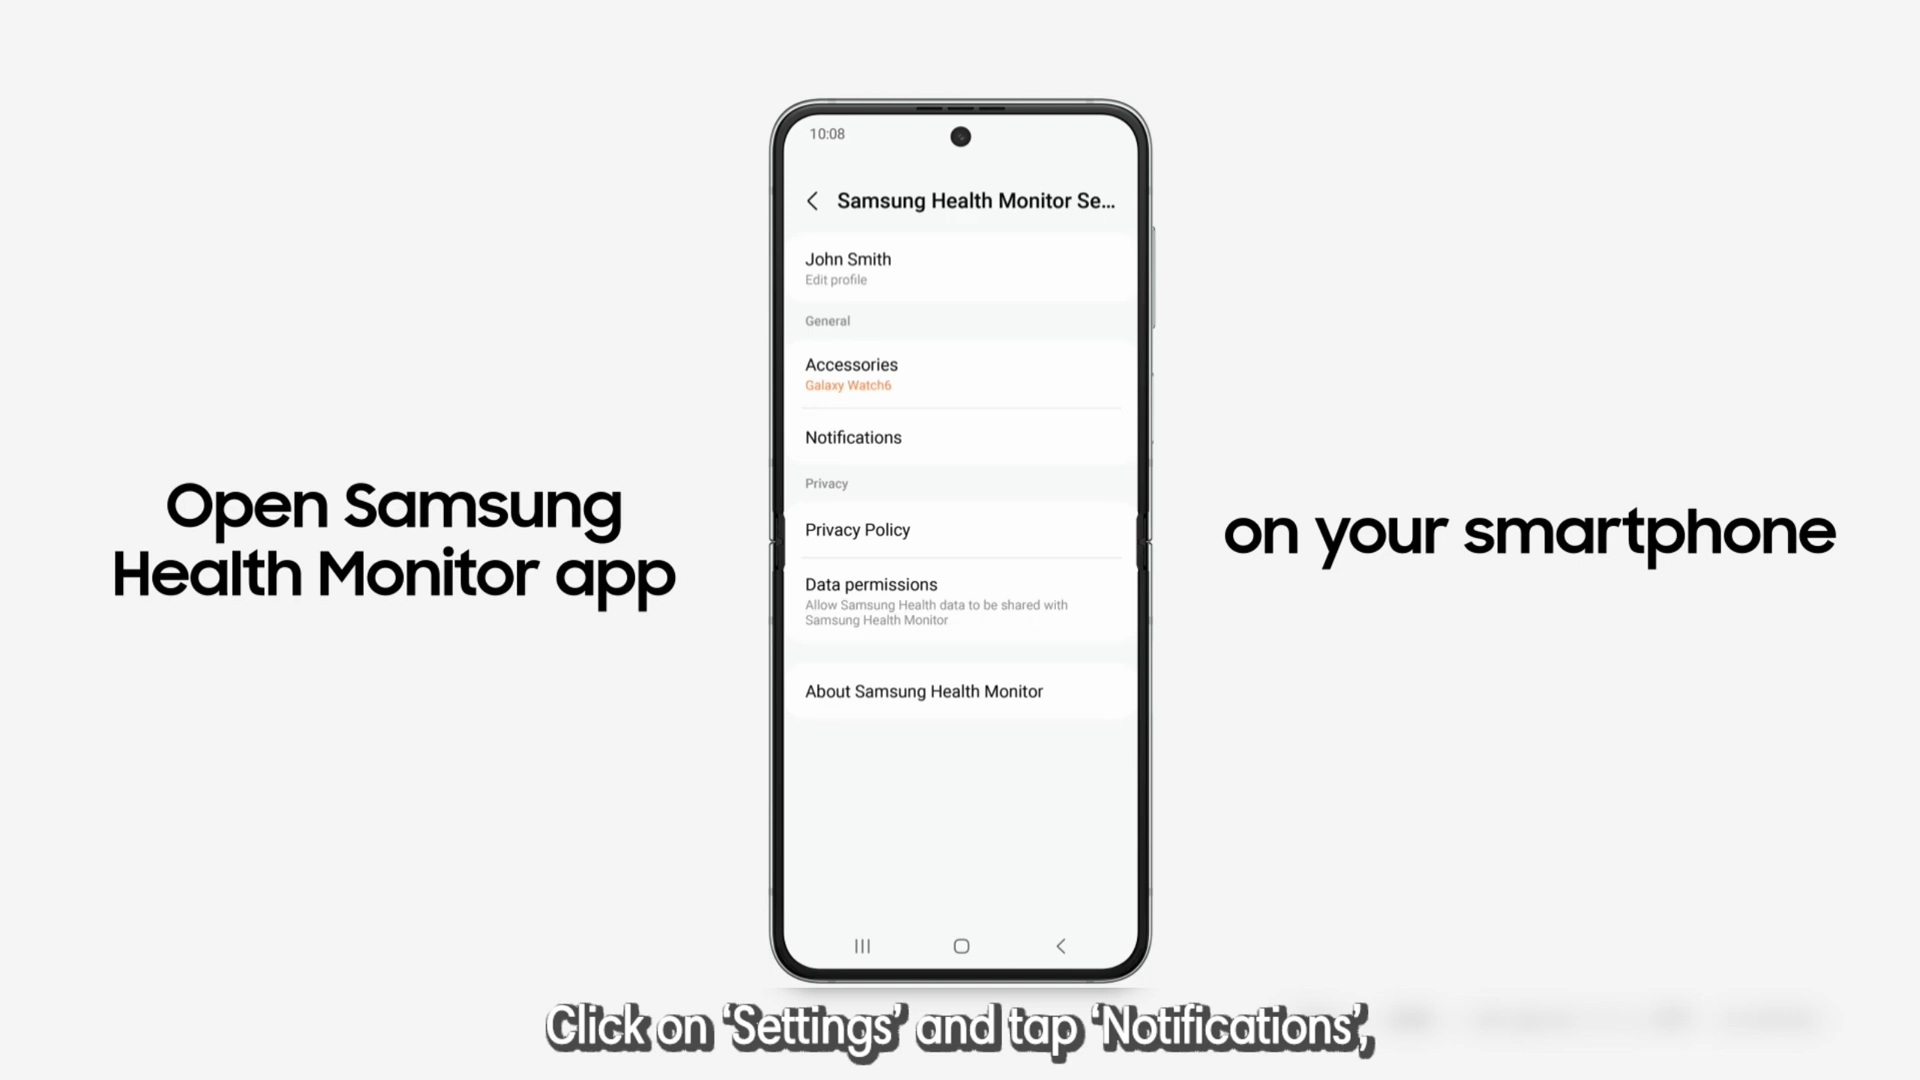 Open Samsung
Health Monitor app
10:08
Samsung Health Monitor Se...
John Smith
Edit profile
General
Accessories
Galaxy Watch6
Notifications
Privacy
Privacy Policy
Data permissions
Allow Samsung Health data to be shared with
Samsung Health Monitor
About Samsung Health Monitor
on your smartphone
Click on ‘Settings’ and tap ‘Notifications’,